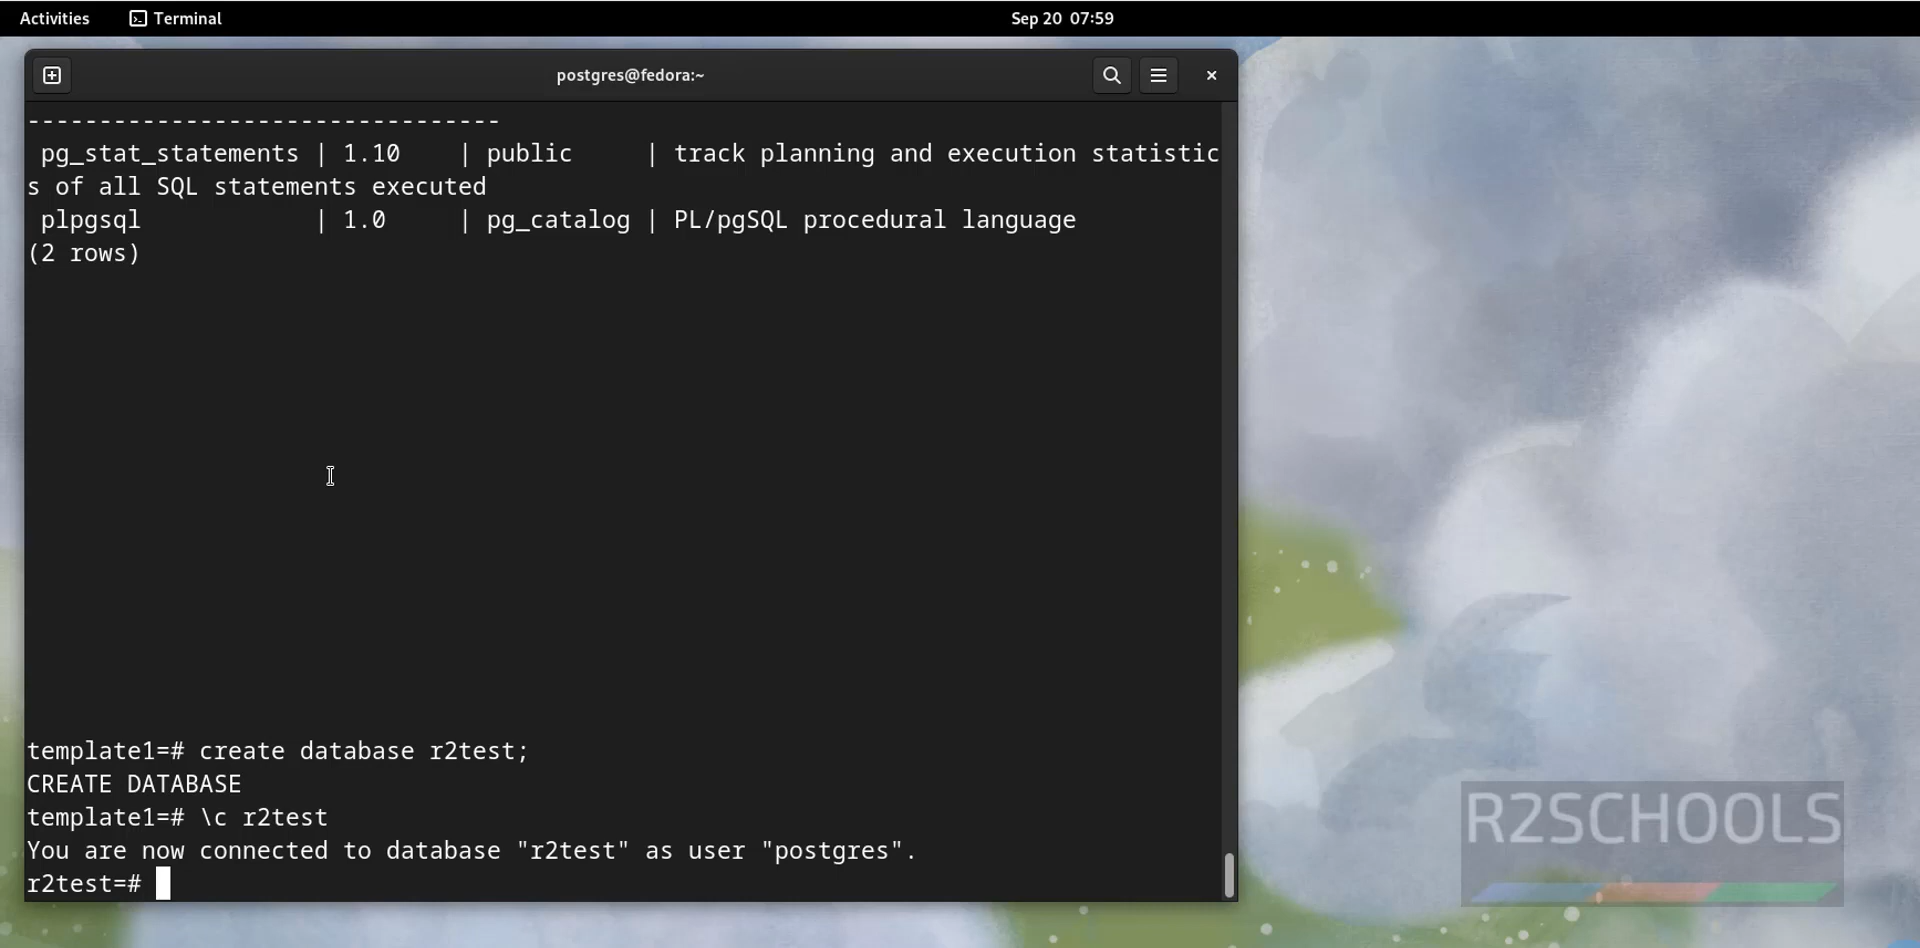 Activities
Terminal
Sep 20 07:59
postgres@fedora:~
---------------------------------
pg_stat_statements | 1.10    | public     | track planning and execution statistic
s of all SQL statements executed
plpgsql            | 1.0     | pg_catalog | PL/pgSQL procedural language
(2 rows)
template1=# create database r2test;
CREATE DATABASE
template1=# \c r2test
You are now connected to database "r2test" as user "postgres".
r2test=#
R2SCHOOLS